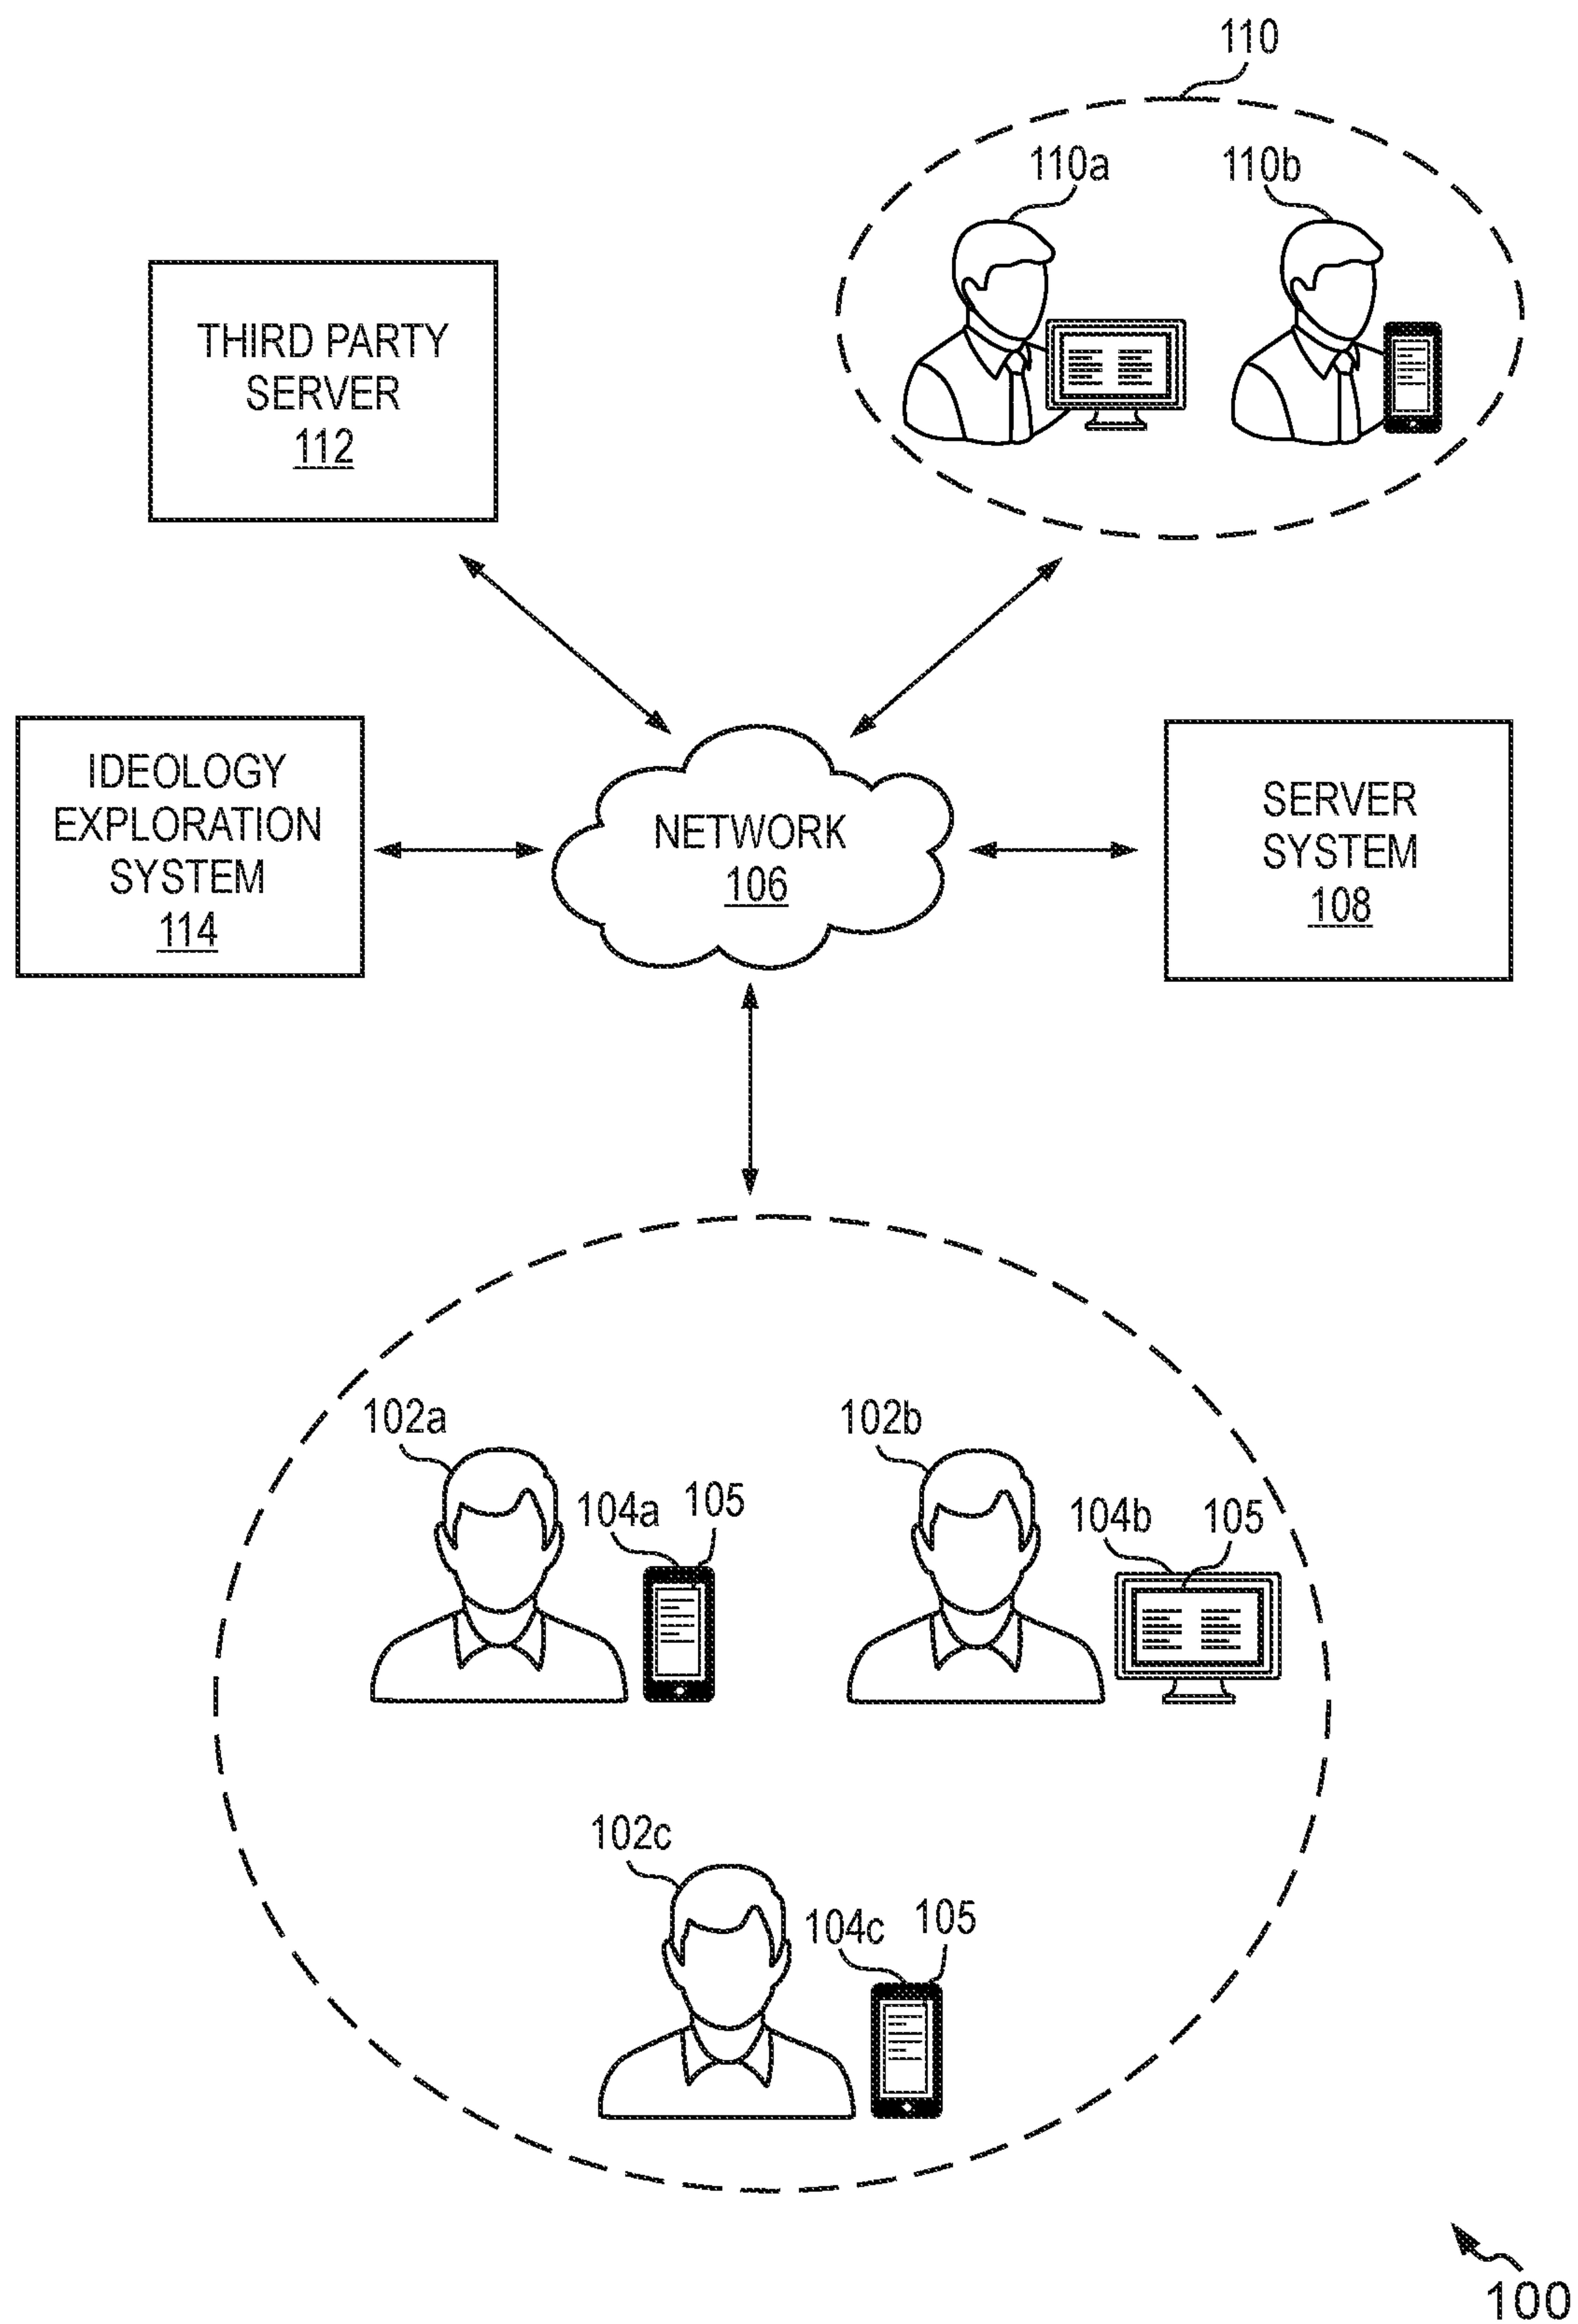 110
110a
110b
THIRD PARTY
SERVER
112
IDEOLOGY
EXPLORATION
SYSTEM
114
NETWORK
106
SERVER
SYSTEM
108
102a
102b
104a
105
104b
105
102c
104c
105
100